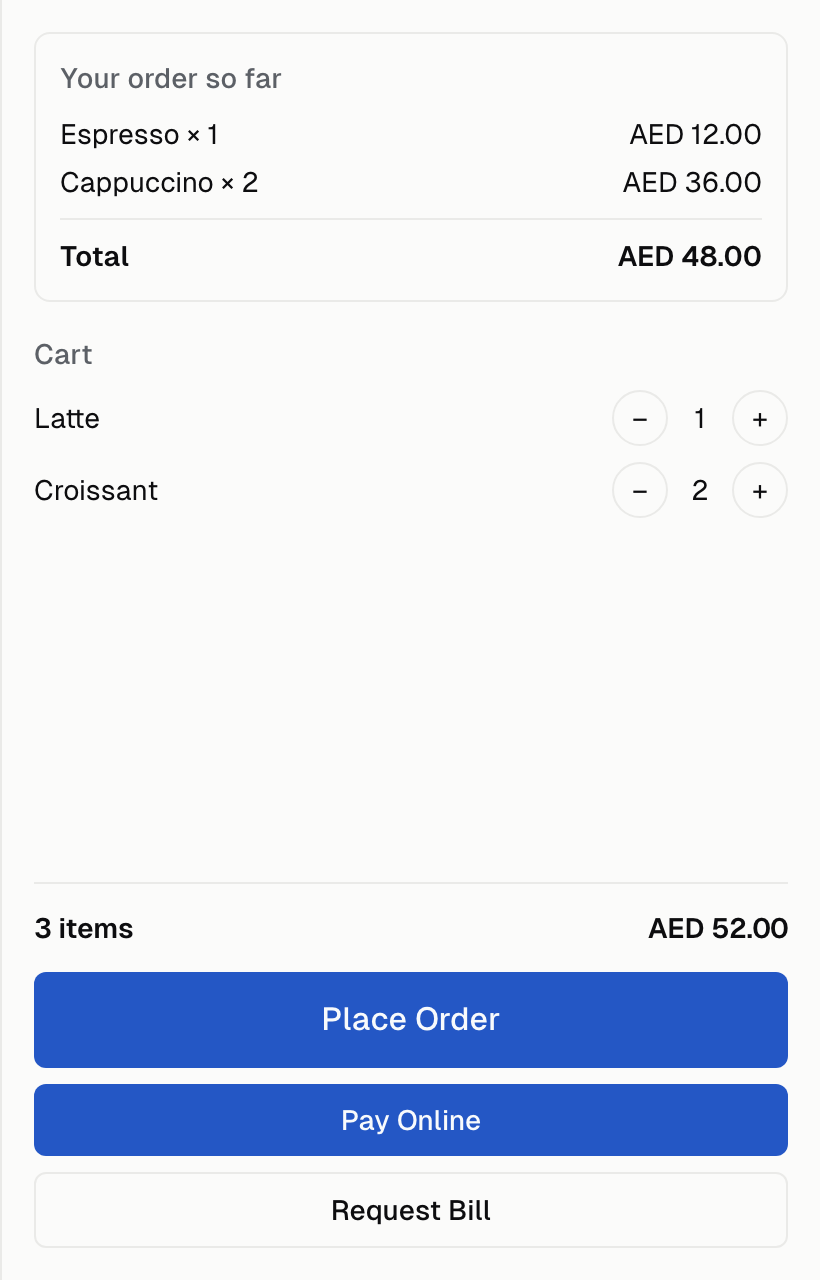 Your order so far
Espresso × 1 AED 12.00
Cappuccino × 2 AED 36.00
Total AED 48.00
Cart
Latte − 1 +
Croissant − 2 +
3 items AED 52.00
Place Order
Pay Online
Request Bill